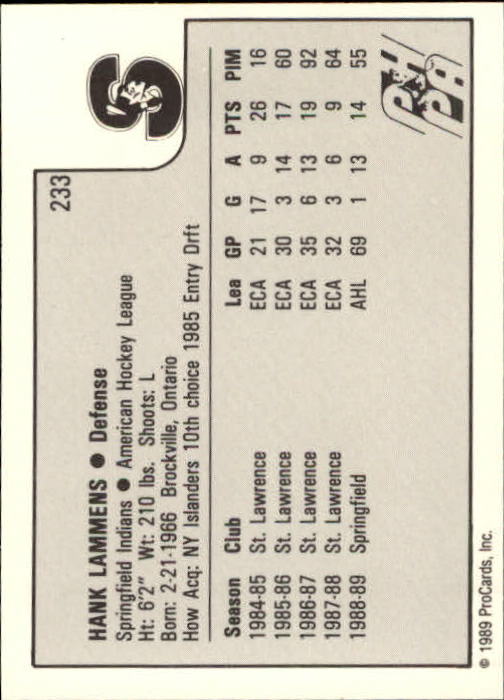 233
HANK LAMMENS ● Defense
Springfield Indians ● American Hockey League
Ht: 6'2" Wt: 210 lbs. Shoots: L
Born: 2-21-1966 Brockville, Ontario
How Acq: NY Islanders 10th choice 1985 Entry Drft
Season Club Lea GP G A PTS PIM
1984-85 St. Lawrence ECA 21 17 9 26 16
1985-86 St. Lawrence ECA 30 3 14 17 60
1986-87 St. Lawrence ECA 35 6 13 19 92
1987-88 St. Lawrence ECA 32 3 6 9 64
1988-89 Springfield AHL 69 1 13 14 55
© 1989 ProCards, Inc.
S